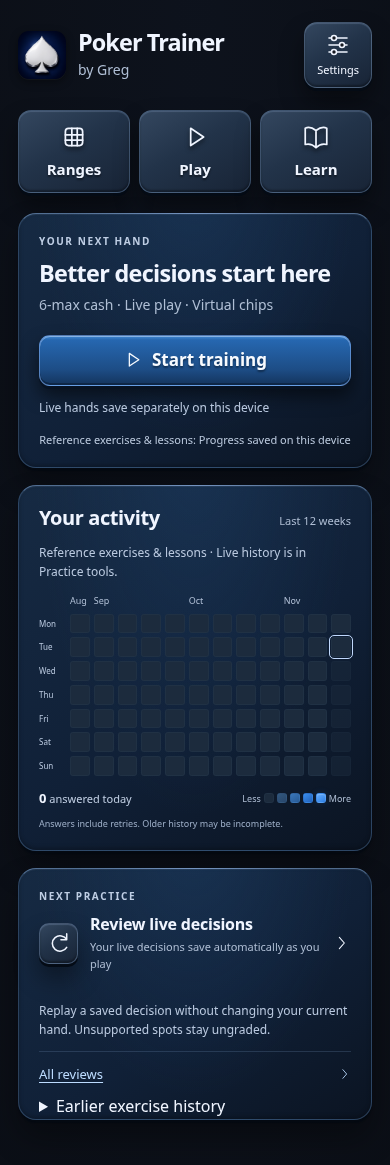 Poker Trainer
by Greg
Settings
Ranges
Play
Learn
YOUR NEXT HAND
Better decisions start here
6-max cash · Live play · Virtual chips
Start training
Live hands save separately on this device
Reference exercises & lessons: Progress saved on this device
Your activity
Last 12 weeks
Reference exercises & lessons · Live history is in
Practice tools.
Aug Sep Oct Nov
Mon
Tue
Wed
Thu
Fri
Sat
Sun
0 answered today
Less More
Answers include retries. Older history may be incomplete.
NEXT PRACTICE
Review live decisions
Your live decisions save automatically as you
play
Replay a saved decision without changing your current
hand. Unsupported spots stay ungraded.
All reviews
Earlier exercise history